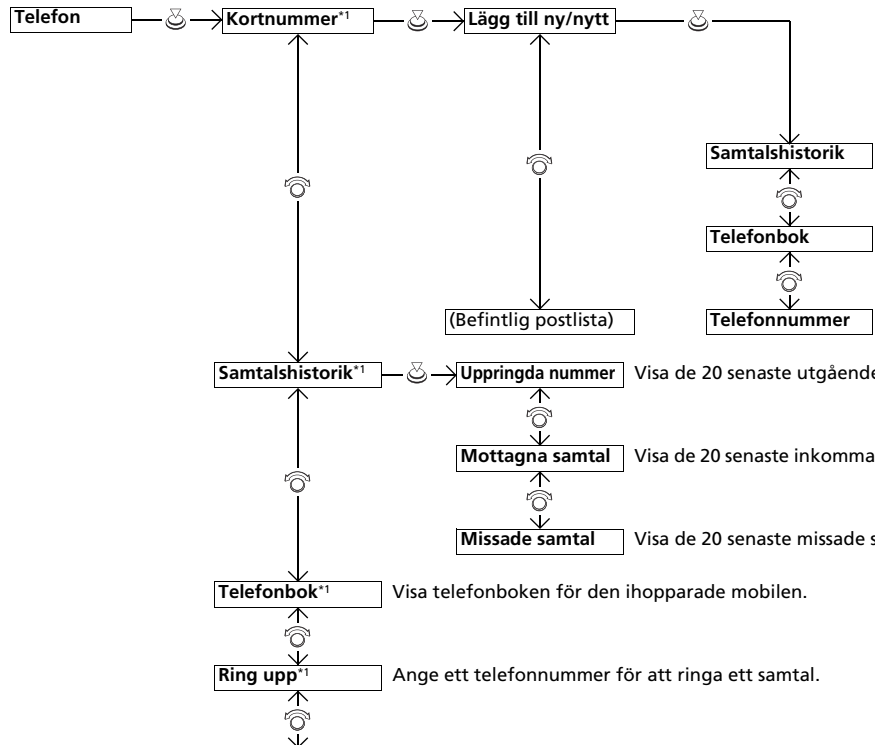 Telefon
Kortnummer*1
Lägg till ny/nytt
Samtalshistorik
Telefonbok
(Befintlig postlista)
Telefonnummer
Samtalshistorik*1
Uppringda nummer
Visa de 20 senaste utgående
Mottagna samtal
Visa de 20 senaste inkomma
Missade samtal
Visa de 20 senaste missade s
Telefonbok*1
Visa telefonboken för den ihopparade mobilen.
Ring upp*1
Ange ett telefonnummer för att ringa ett samtal.